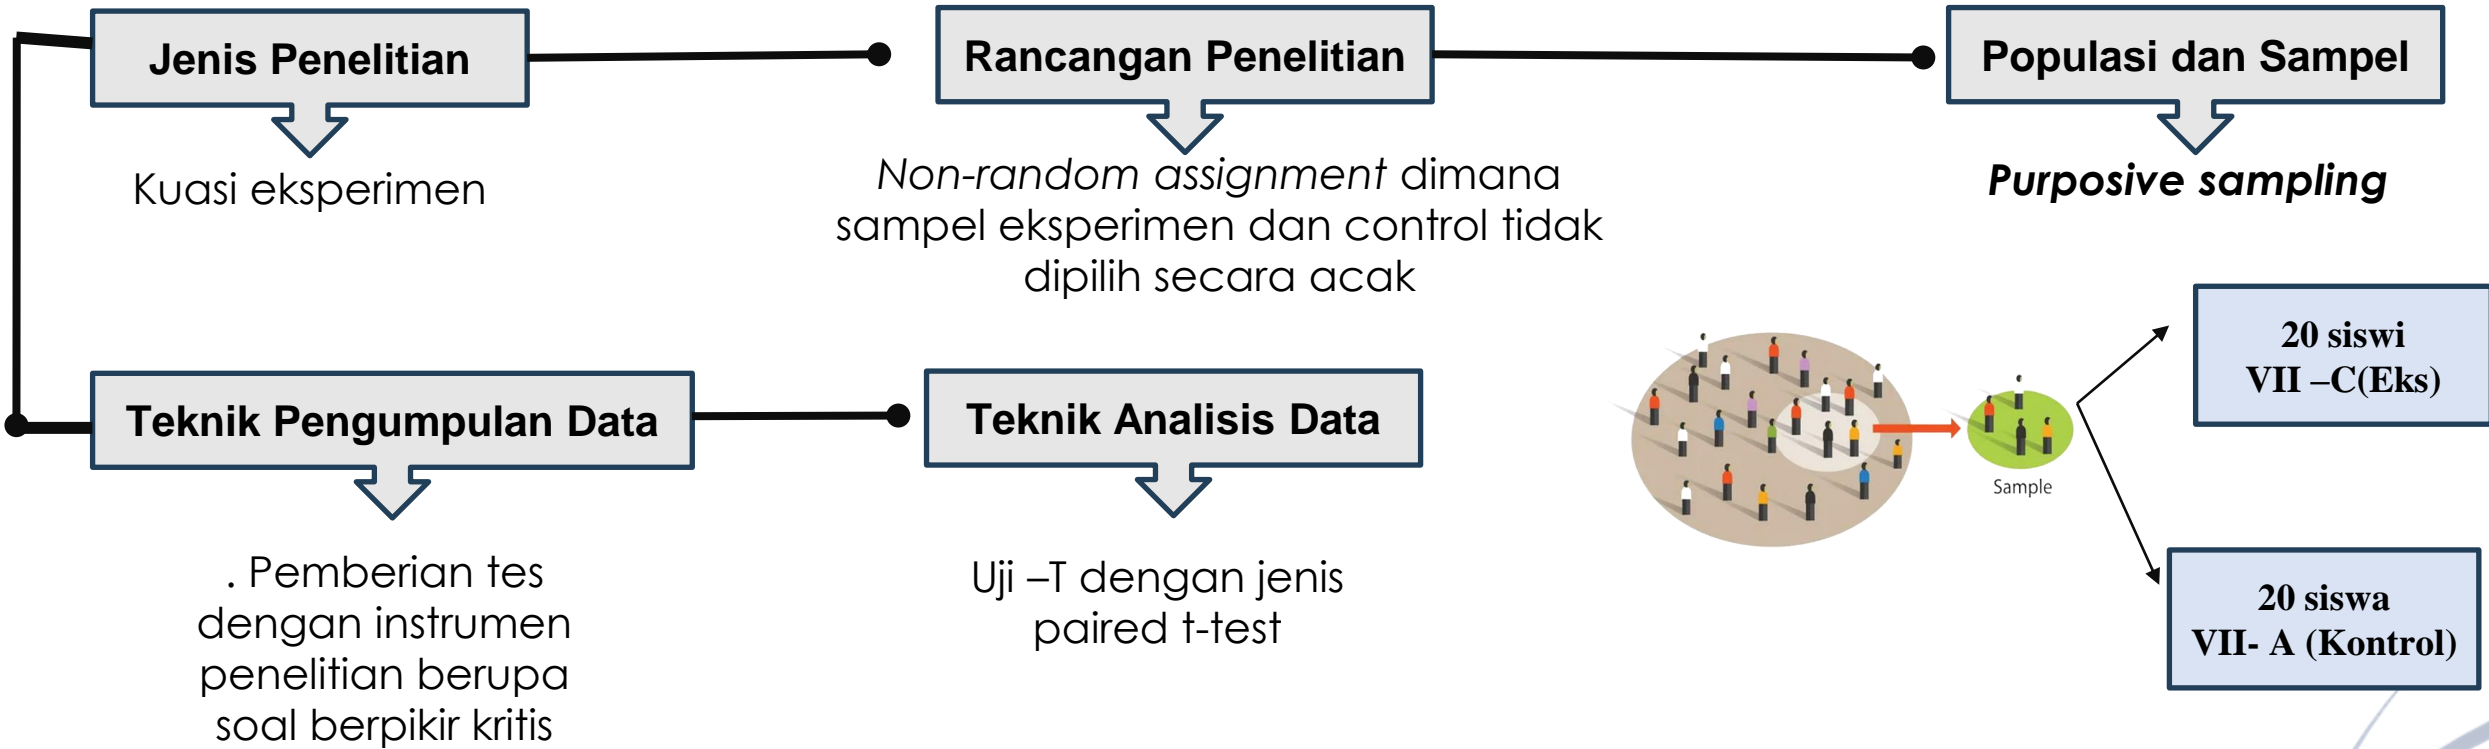 Jenis Penelitian
Kuasi eksperimen
Rancangan Penelitian
Non-random assignment dimana
sampel eksperimen dan control tidak
dipilih secara acak
Populasi dan Sampel
Purposive sampling
Sample
20 siswi
VII –C(Eks)
20 siswa
VII- A (Kontrol)
Teknik Pengumpulan Data
. Pemberian tes
dengan instrumen
penelitian berupa
soal berpikir kritis
Teknik Analisis Data
Uji –T dengan jenis
paired t-test